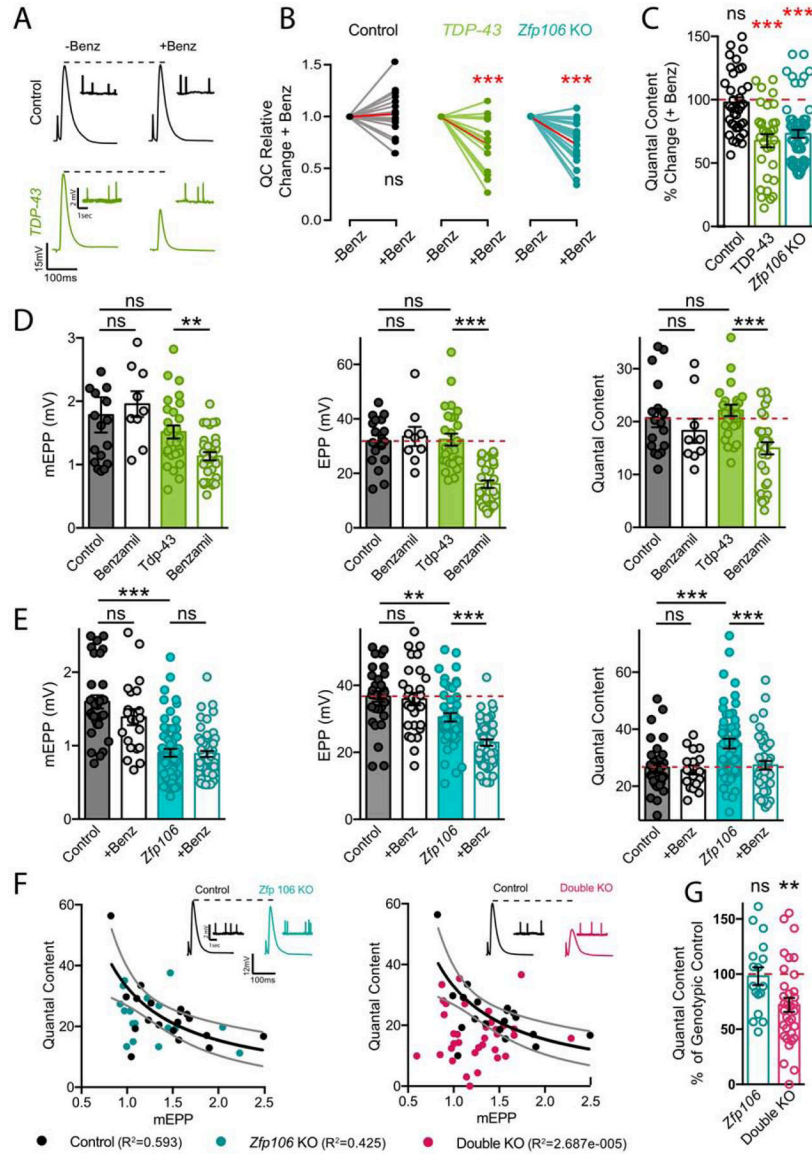 A
-Benz +Benz
Control
TDP-43
2 mV
1sec
15mV
100ms
B
Control TDP-43 Zfp106 KO
QC Relative
Change + Benz
1.5
1.0
0.5
0.0
ns
***
***
-Benz +Benz -Benz +Benz -Benz +Benz
C
ns *** ***
Quantal Content
% Change (+ Benz)
150
100
50
0
Control TDP-43 Zfp106 KO
D
ns
ns **
mEPP (mV)
3
2
1
0
Control Benzamil Tdp-43 Benzamil
ns
ns ***
EPP (mV)
60
40
20
0
Control Benzamil Tdp-43 Benzamil
ns
ns ***
Quantal Content
30
20
10
0
Control Benzamil Tdp-43 Benzamil
E
***
ns ns
mEPP (mV)
2
1
0
Control +Benz Zfp106 +Benz
**
ns ***
EPP (mV)
40
20
0
Control +Benz Zfp106 +Benz
***
ns ***
Quantal Content
80
60
40
20
Control +Benz Zfp106 +Benz
F
Control Zfp 106 KO
2 mV
1sec
12mV
100ms
Quantal Content
60
40
20
0
1.0 1.5 2.0 2.5
mEPP
Control Double KO
Quantal Content
60
40
20
0
1.0 1.5 2.0 2.5
mEPP
Control (R²=0.593) Zfp106 KO (R²=0.425) Double KO (R²=2.687e-005)
G
ns **
Quantal Content
% of Genotypic Control
150
100
50
0
Zfp106 Double KO